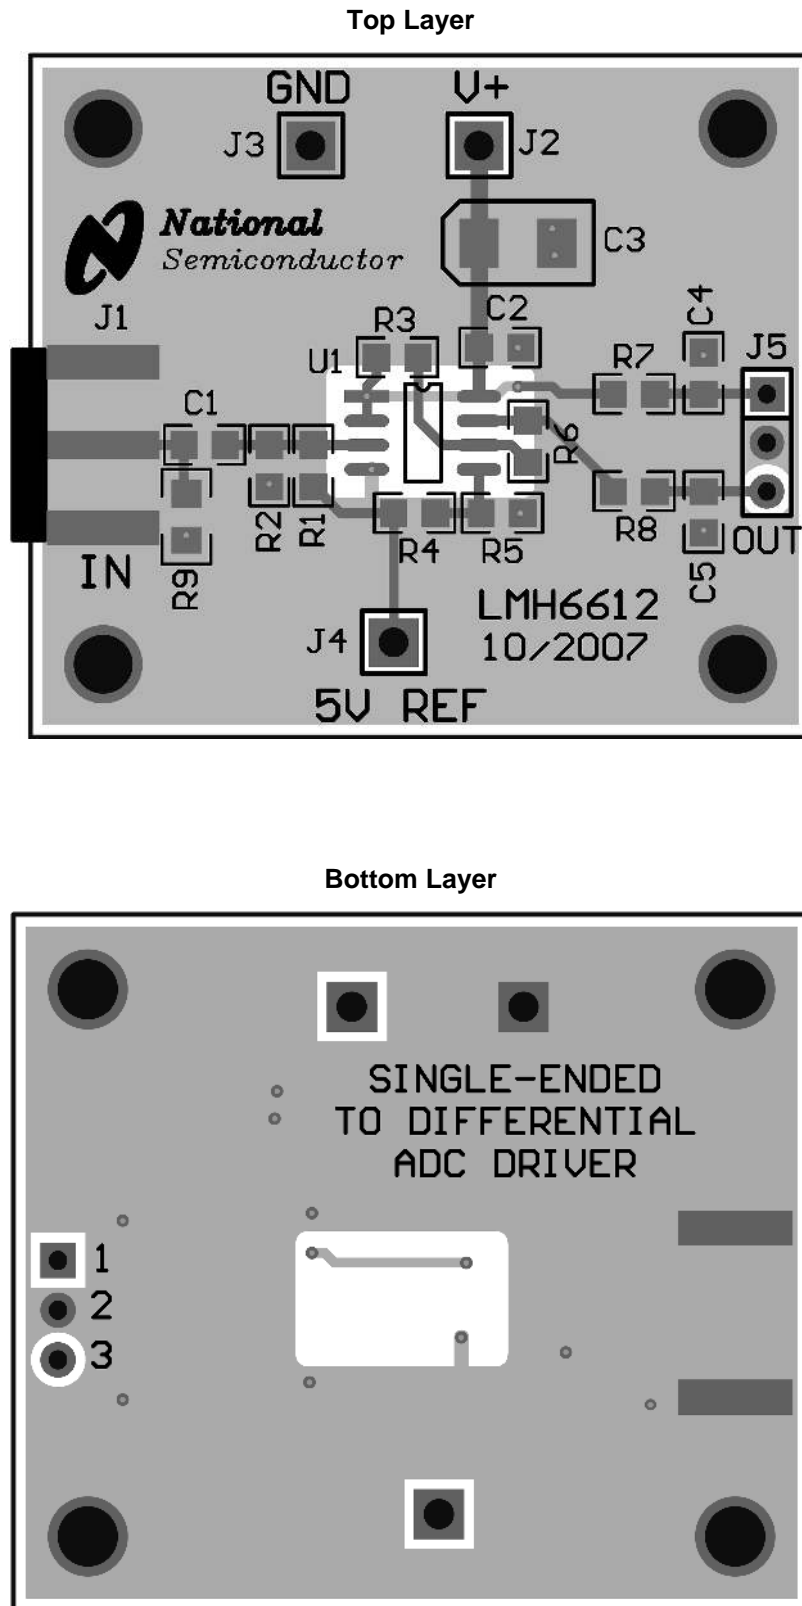 Top Layer
GND V+
J3 J2
National
Semiconductor
C3
J1
R3 C2 C4
U1 R7 J5
C1
R6
R2 R1 R4 R5 R8 OUT
IN R9 C5
LMH6612
J4 10/2007
5V REF
Bottom Layer
SINGLE-ENDED
TO DIFFERENTIAL
ADC DRIVER
1
2
3